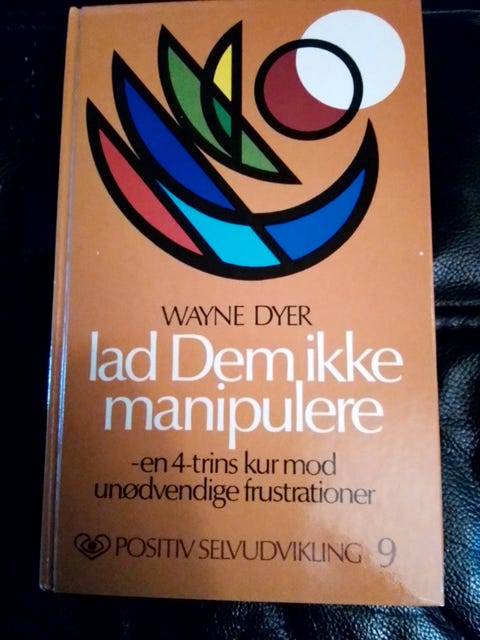 WAYNE DYER
lad Dem ikke
manipulere
-en 4-trins kur mod
unødvendige frustrationer
POSITIV SELVUDVIKLING 9